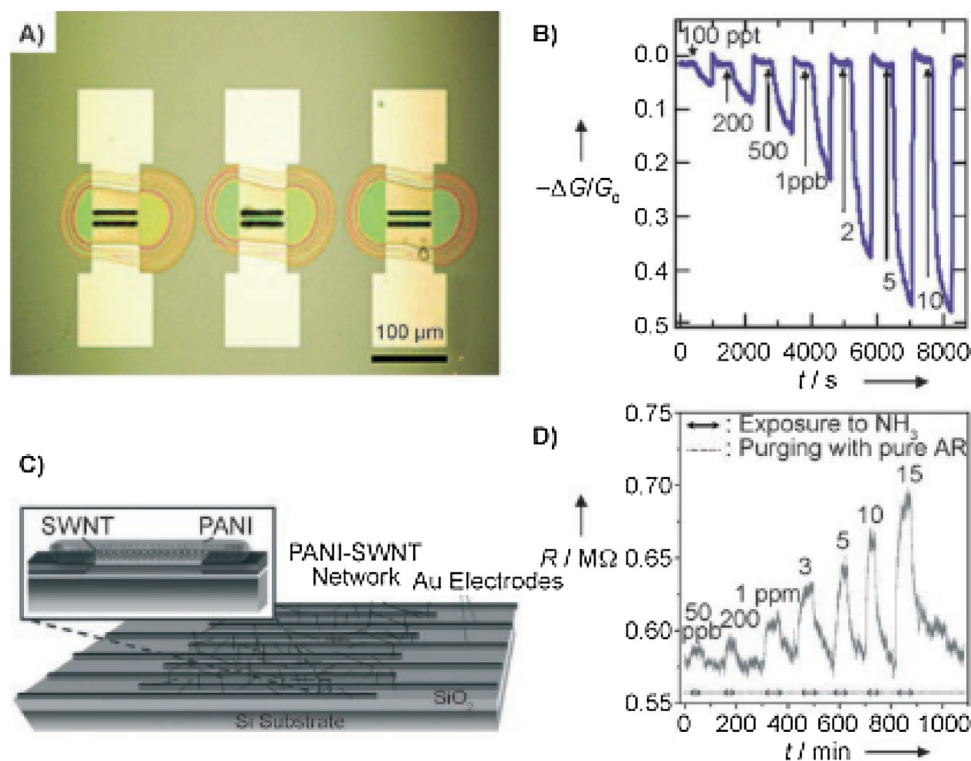 A)
100 µm
B)
100 ppt
200
500
1ppb
2
5
10
−ΔG/G₀
0.0
0.1
0.2
0.3
0.4
0.5
0 2000 4000 6000 8000
t / s
C)
SWNT PANI
PANI-SWNT
Network
Au Electrodes
SiO₂
Si Substrate
D)
: Exposure to NH₃
: Purging with pure AR
50
ppb
200
1 ppm
3
5
10
15
R / MΩ
0.75
0.70
0.65
0.60
0.55
0 200 400 600 800 1000
t / min